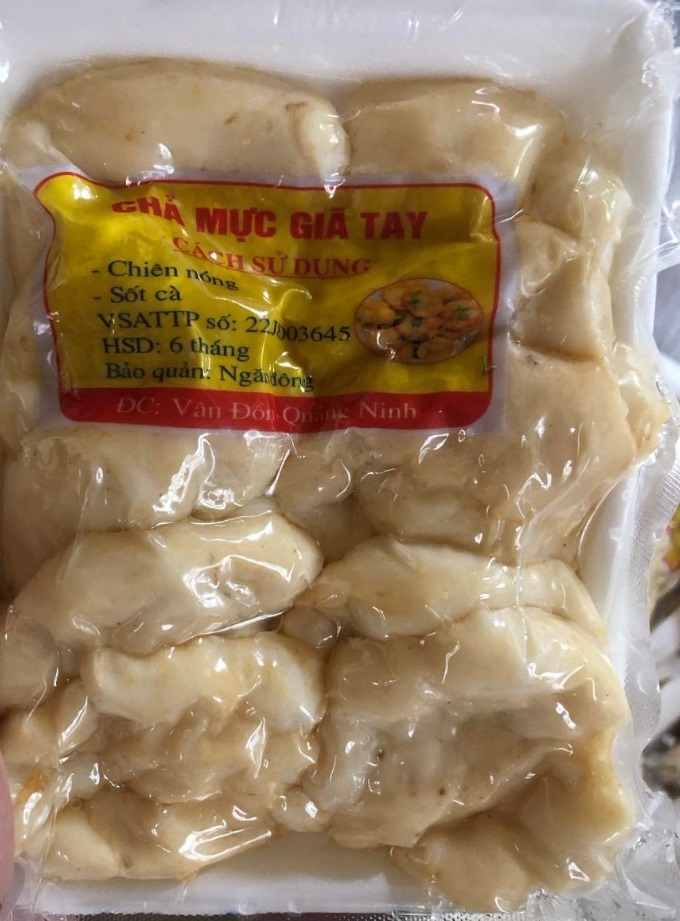 CHẢ MỰC GIÃ TAY
CÁCH SỬ DỤNG
- Chiên nóng
- Sốt cà
VSATTP số: 003645
HSD: 6 tháng
Bảo quản: Ngăn đông
ĐC: Vân Đồn Quảng Ninh